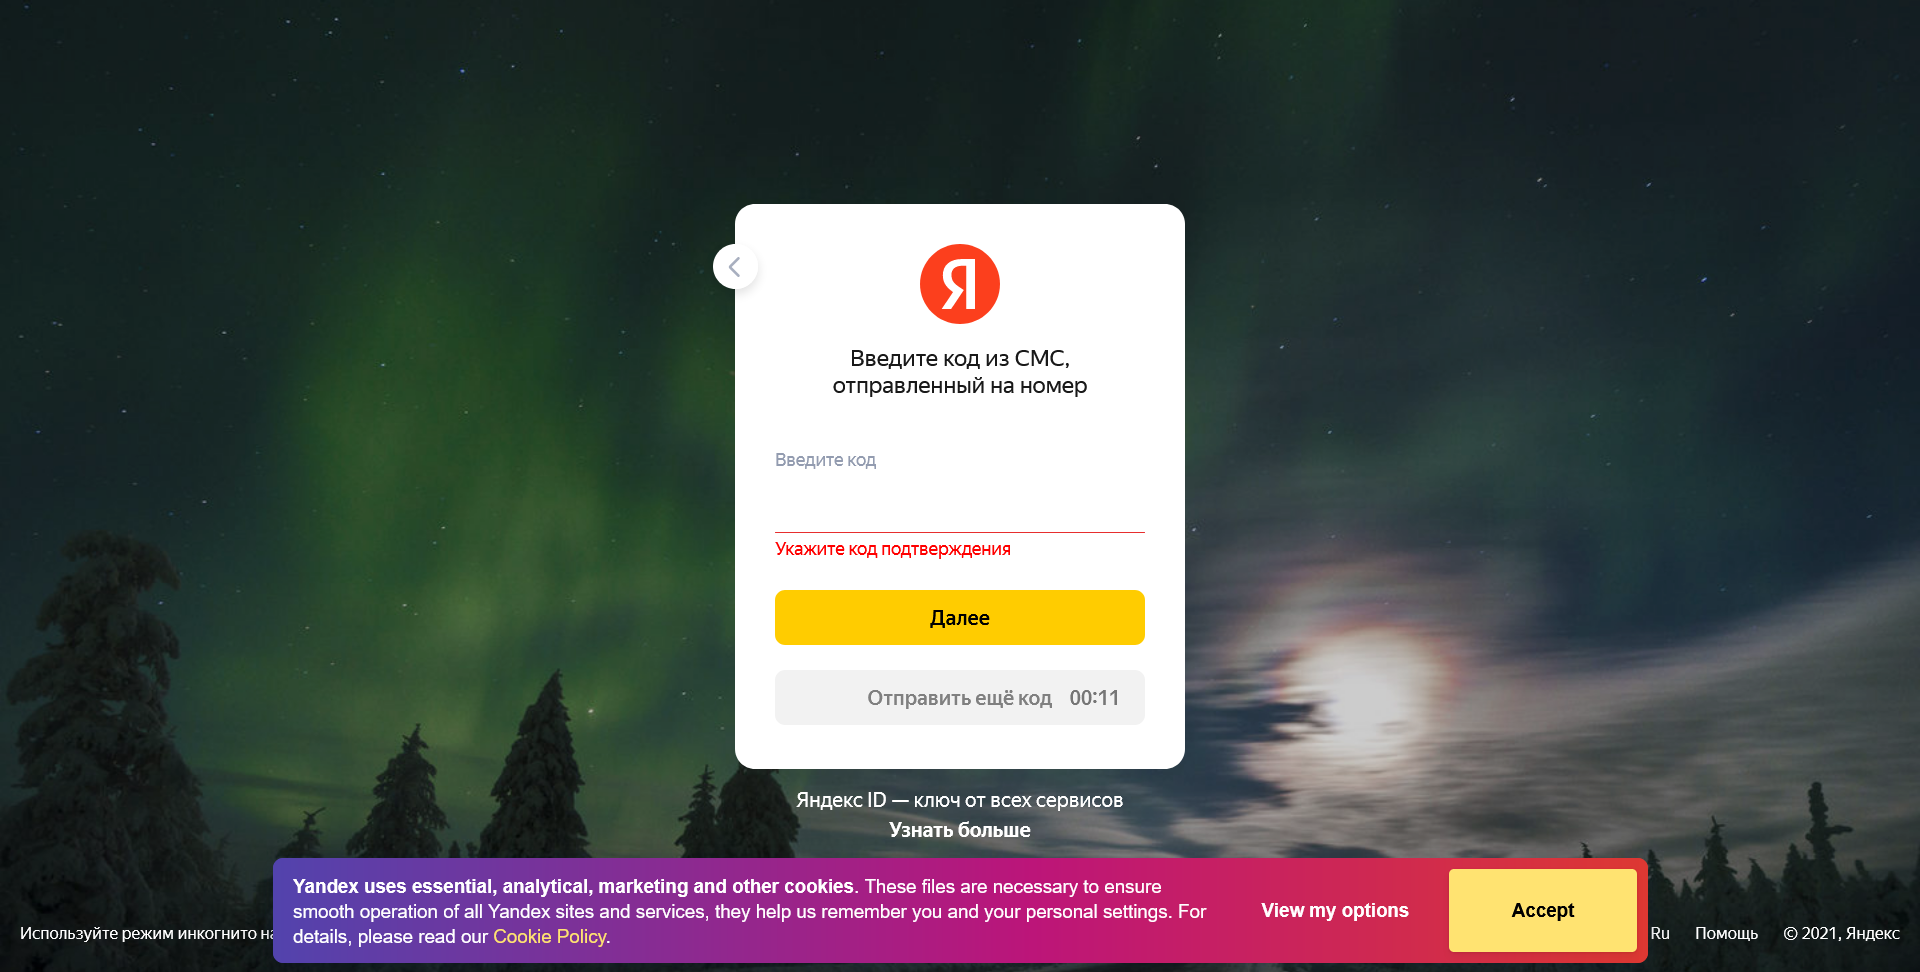 Я
Введите код из СМС,
отправленный на номер
Введите код
Укажите код подтверждения
Далее
Отправить ещё код 00:11
Яндекс ID — ключ от всех сервисов
Узнать больше
Yandex uses essential, analytical, marketing and other cookies. These files are necessary to ensure
smooth operation of all Yandex sites and services, they help us remember you and your personal settings. For
details, please read our Cookie Policy.
View my options
Accept
Используйте режим инкогнито на
Ru Помощь © 2021, Яндекс